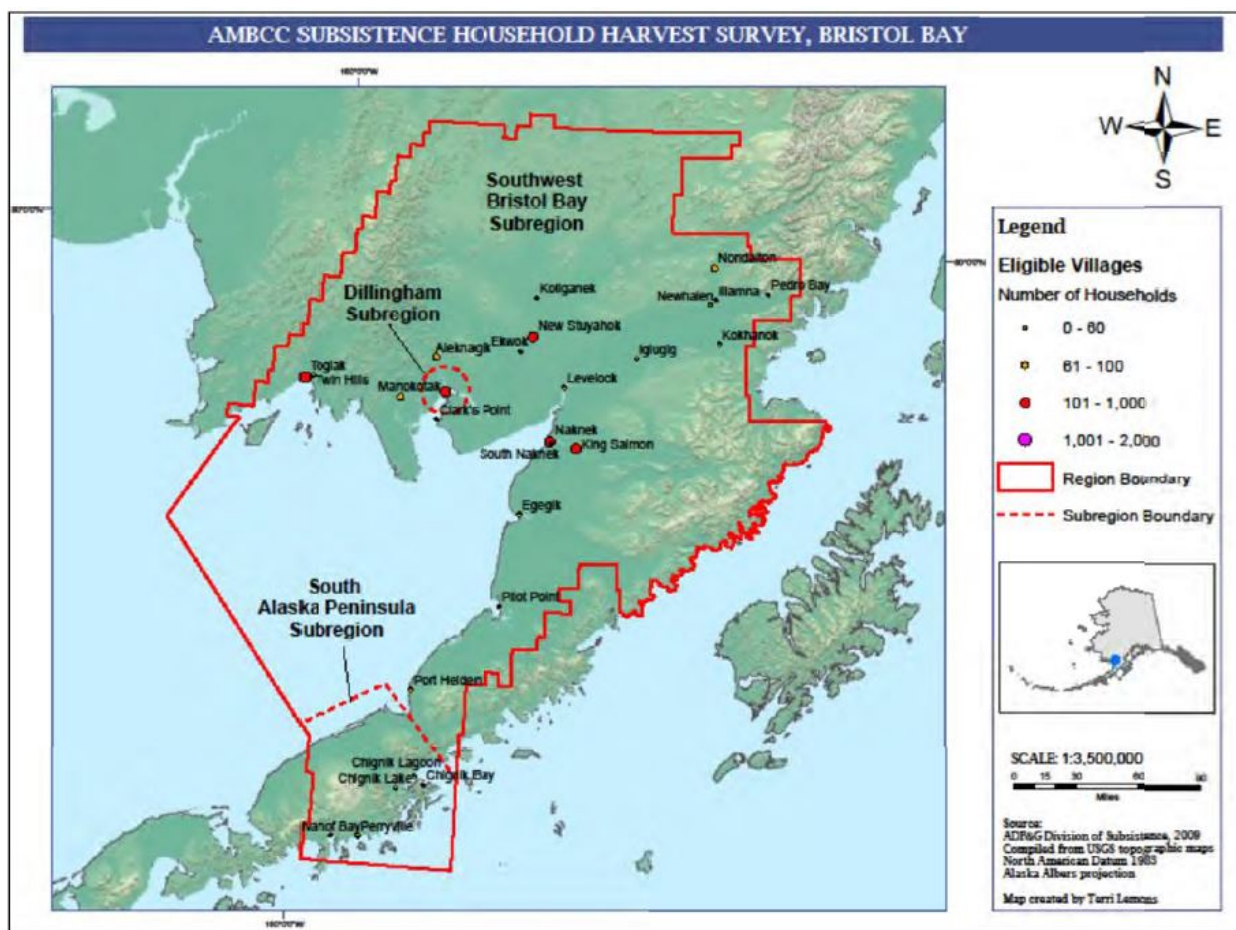 AMBCC SUBSISTENCE HOUSEHOLD HARVEST SURVEY, BRISTOL BAY
N
W
E
S
Southwest
Bristol Bay
Subregion
Dillingham
Subregion
Nondalton
Koliganek
Newhalen
Iliamna
Pedro Bay
New Stuyahok
Ekwok
Aleknagik
Igiugig
Kokhanok
Togiak
Twin Hills
Manokotak
Levelock
Clark's Point
Naknek
South Naknek
King Salmon
Egegik
Pilot Point
South
Alaska Peninsula
Subregion
Port Heiden
Chignik Lagoon
Chignik Lake
Chignik Bay
Perryville
Legend
Eligible Villages
Number of Households
0 - 60
61 - 100
101 - 1,000
1,001 - 2,000
Region Boundary
Subregion Boundary
SCALE: 1:3,500,000
0 15 30 60 90
Miles
Source:
ADF&G Division of Subsistence, 2009
Compiled from USGS topographic maps
North American Datum 1983
Alaska Albers projection
Map created by Terri Lemons